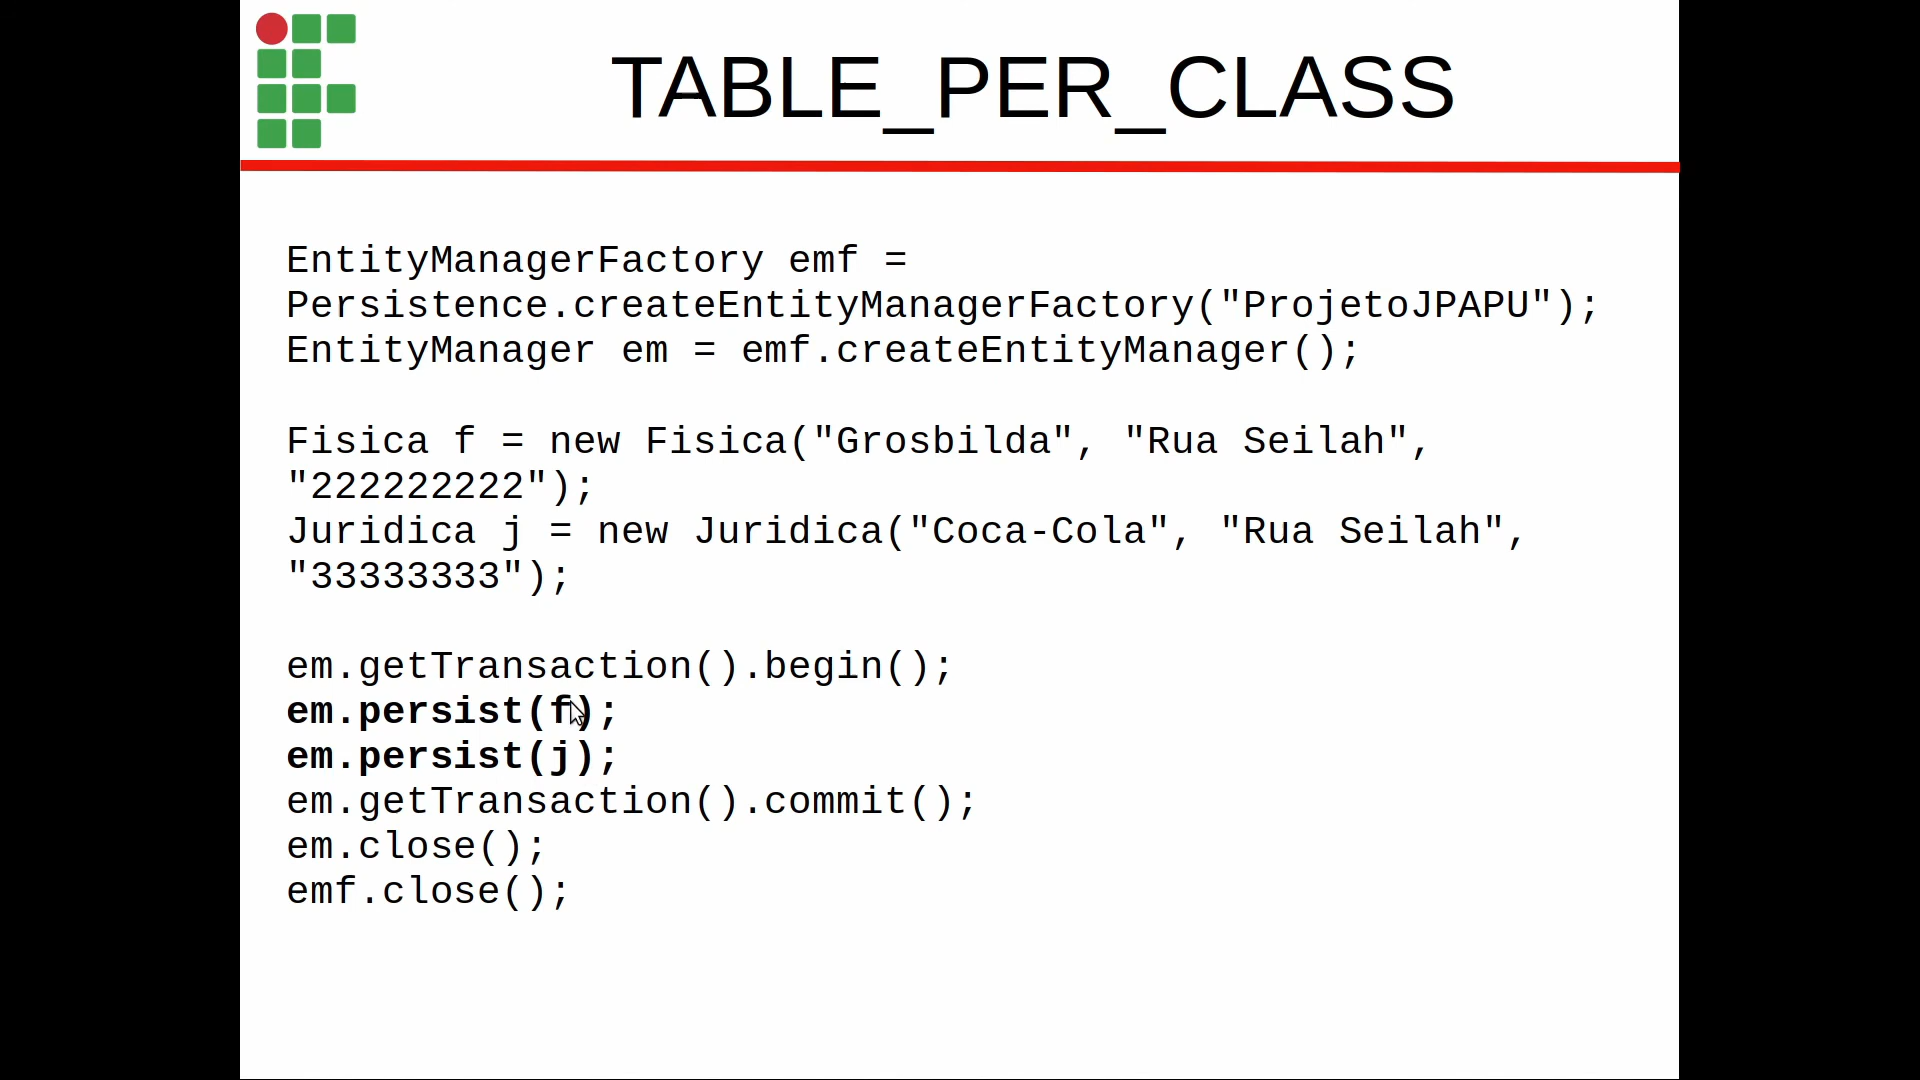 TABLE_PER_CLASS
EntityManagerFactory emf =
Persistence.createEntityManagerFactory("ProjetoJPAPU");
EntityManager em = emf.createEntityManager();
Fisica f = new Fisica("Grosbilda", "Rua Seilah",
"222222222");
Juridica j = new Juridica("Coca-Cola", "Rua Seilah",
"33333333");
em.getTransaction().begin();
em.persist(f);
em.persist(j);
em.getTransaction().commit();
em.close();
emf.close();